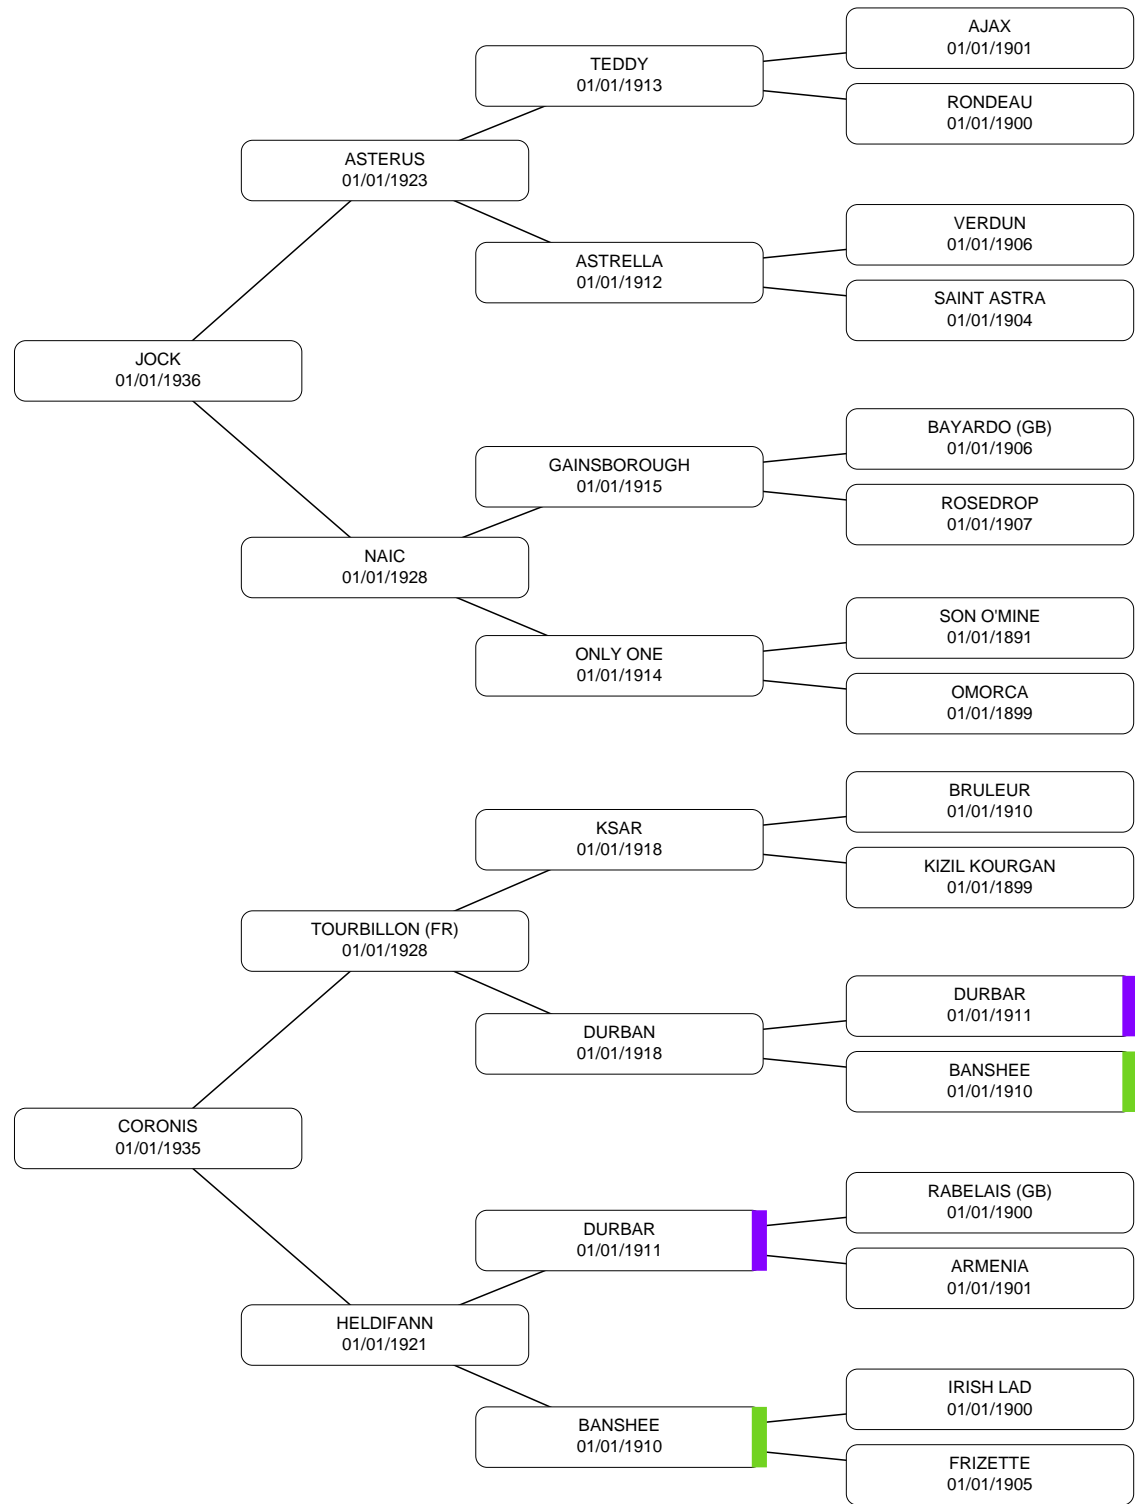 AJAX
01/01/1901
TEDDY
01/01/1913
RONDEAU
01/01/1900
ASTERUS
01/01/1923
VERDUN
01/01/1906
ASTRELLA
01/01/1912
SAINT ASTRA
01/01/1904
JOCK
01/01/1936
BAYARDO (GB)
01/01/1906
GAINSBOROUGH
01/01/1915
ROSEDROP
01/01/1907
NAIC
01/01/1928
SON O'MINE
01/01/1891
ONLY ONE
01/01/1914
OMORCA
01/01/1899
BRULEUR
01/01/1910
KSAR
01/01/1918
KIZIL KOURGAN
01/01/1899
TOURBILLON (FR)
01/01/1928
DURBAR
01/01/1911
DURBAN
01/01/1918
BANSHEE
01/01/1910
CORONIS
01/01/1935
RABELAIS (GB)
01/01/1900
DURBAR
01/01/1911
ARMENIA
01/01/1901
HELDIFANN
01/01/1921
IRISH LAD
01/01/1900
BANSHEE
01/01/1910
FRIZETTE
01/01/1905